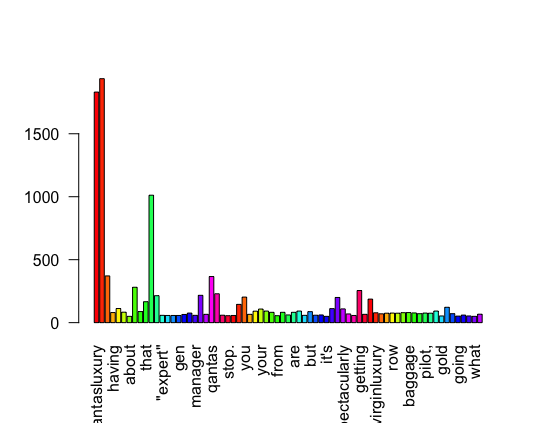 1500
1000
500
0
antasluxury
having
about
that
"expert"
gen
manager
qantas
stop.
you
your
from
are
but
it's
pectacularly
getting
virginluxury
row
baggage
pilot,
gold
going
what